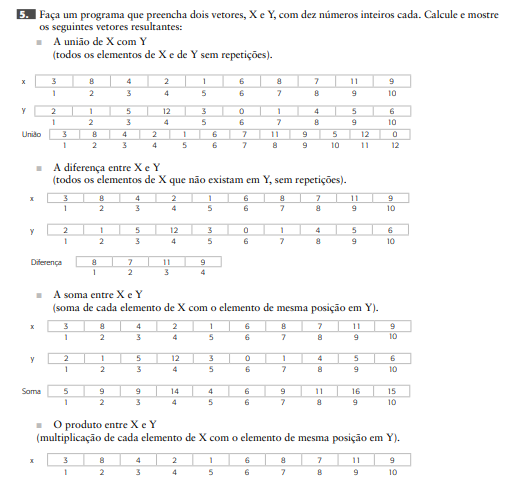 5. Faça um programa que preencha dois vetores, X e Y, com dez números inteiros cada. Calcule e mostre
os seguintes vetores resultantes:
■ A união de X com Y
(todos os elementos de X e de Y sem repetições).
x 3 8 4 2 1 6 8 7 11 9
1 2 3 4 5 6 7 8 9 10
y 2 1 5 12 3 0 1 4 5 6
1 2 3 4 5 6 7 8 9 10
União 3 8 4 2 1 6 7 11 9 5 12 0
1 2 3 4 5 6 7 8 9 10 11 12
■ A diferença entre X e Y
(todos os elementos de X que não existam em Y, sem repetições).
x 3 8 4 2 1 6 8 7 11 9
1 2 3 4 5 6 7 8 9 10
y 2 1 5 12 3 0 1 4 5 6
1 2 3 4 5 6 7 8 9 10
Diferença 8 7 11 9
1 2 3 4
■ A soma entre X e Y
(soma de cada elemento de X com o elemento de mesma posição em Y).
x 3 8 4 2 1 6 8 7 11 9
1 2 3 4 5 6 7 8 9 10
y 2 1 5 12 3 0 1 4 5 6
1 2 3 4 5 6 7 8 9 10
Soma 5 9 9 14 4 6 9 11 16 15
1 2 3 4 5 6 7 8 9 10
■ O produto entre X e Y
(multiplicação de cada elemento de X com o elemento de mesma posição em Y).
x 3 8 4 2 1 6 8 7 11 9
1 2 3 4 5 6 7 8 9 10